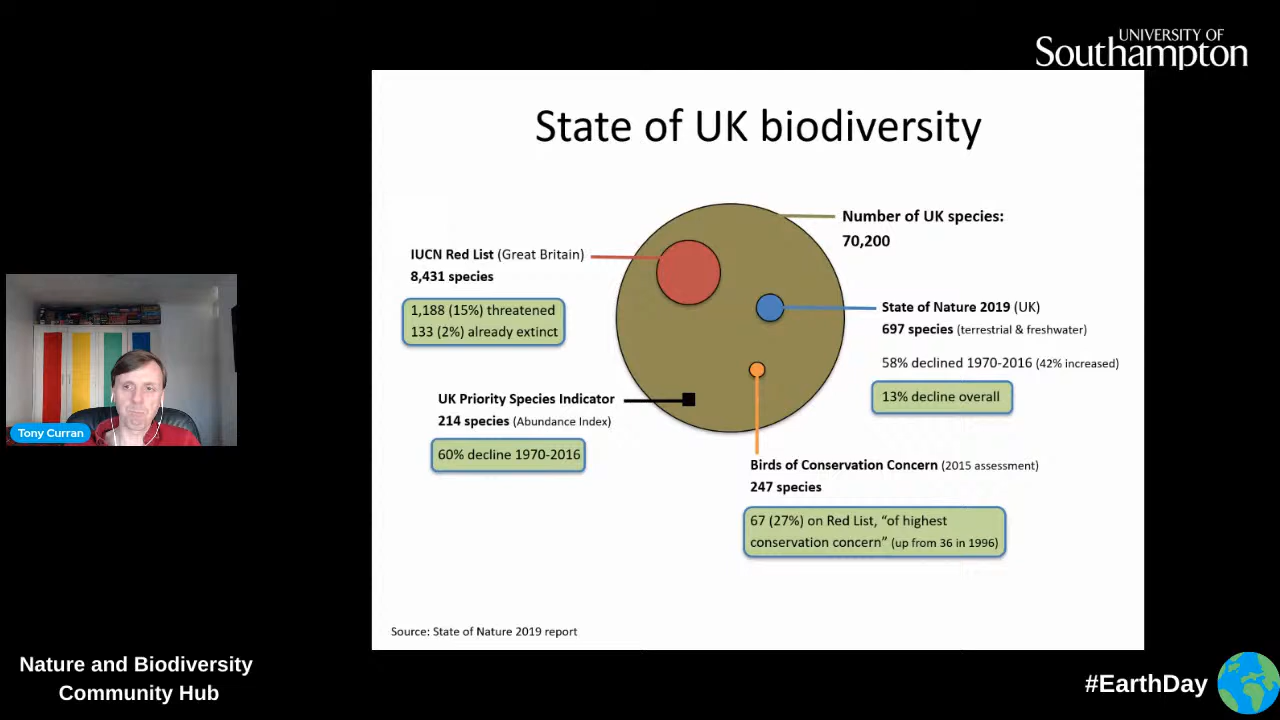 UNIVERSITY OF
Southampton
State of UK biodiversity
Number of UK species:
70,200
IUCN Red List (Great Britain)
8,431 species
1,188 (15%) threatened
133 (2%) already extinct
State of Nature 2019 (UK)
697 species (terrestrial & freshwater)
58% declined 1970-2016 (42% increased)
13% decline overall
UK Priority Species Indicator
214 species (Abundance Index)
60% decline 1970-2016
Birds of Conservation Concern (2015 assessment)
247 species
67 (27%) on Red List, “of highest
conservation concern” (up from 36 in 1996)
Source: State of Nature 2019 report
Tony Curran
Nature and Biodiversity
Community Hub
#EarthDay